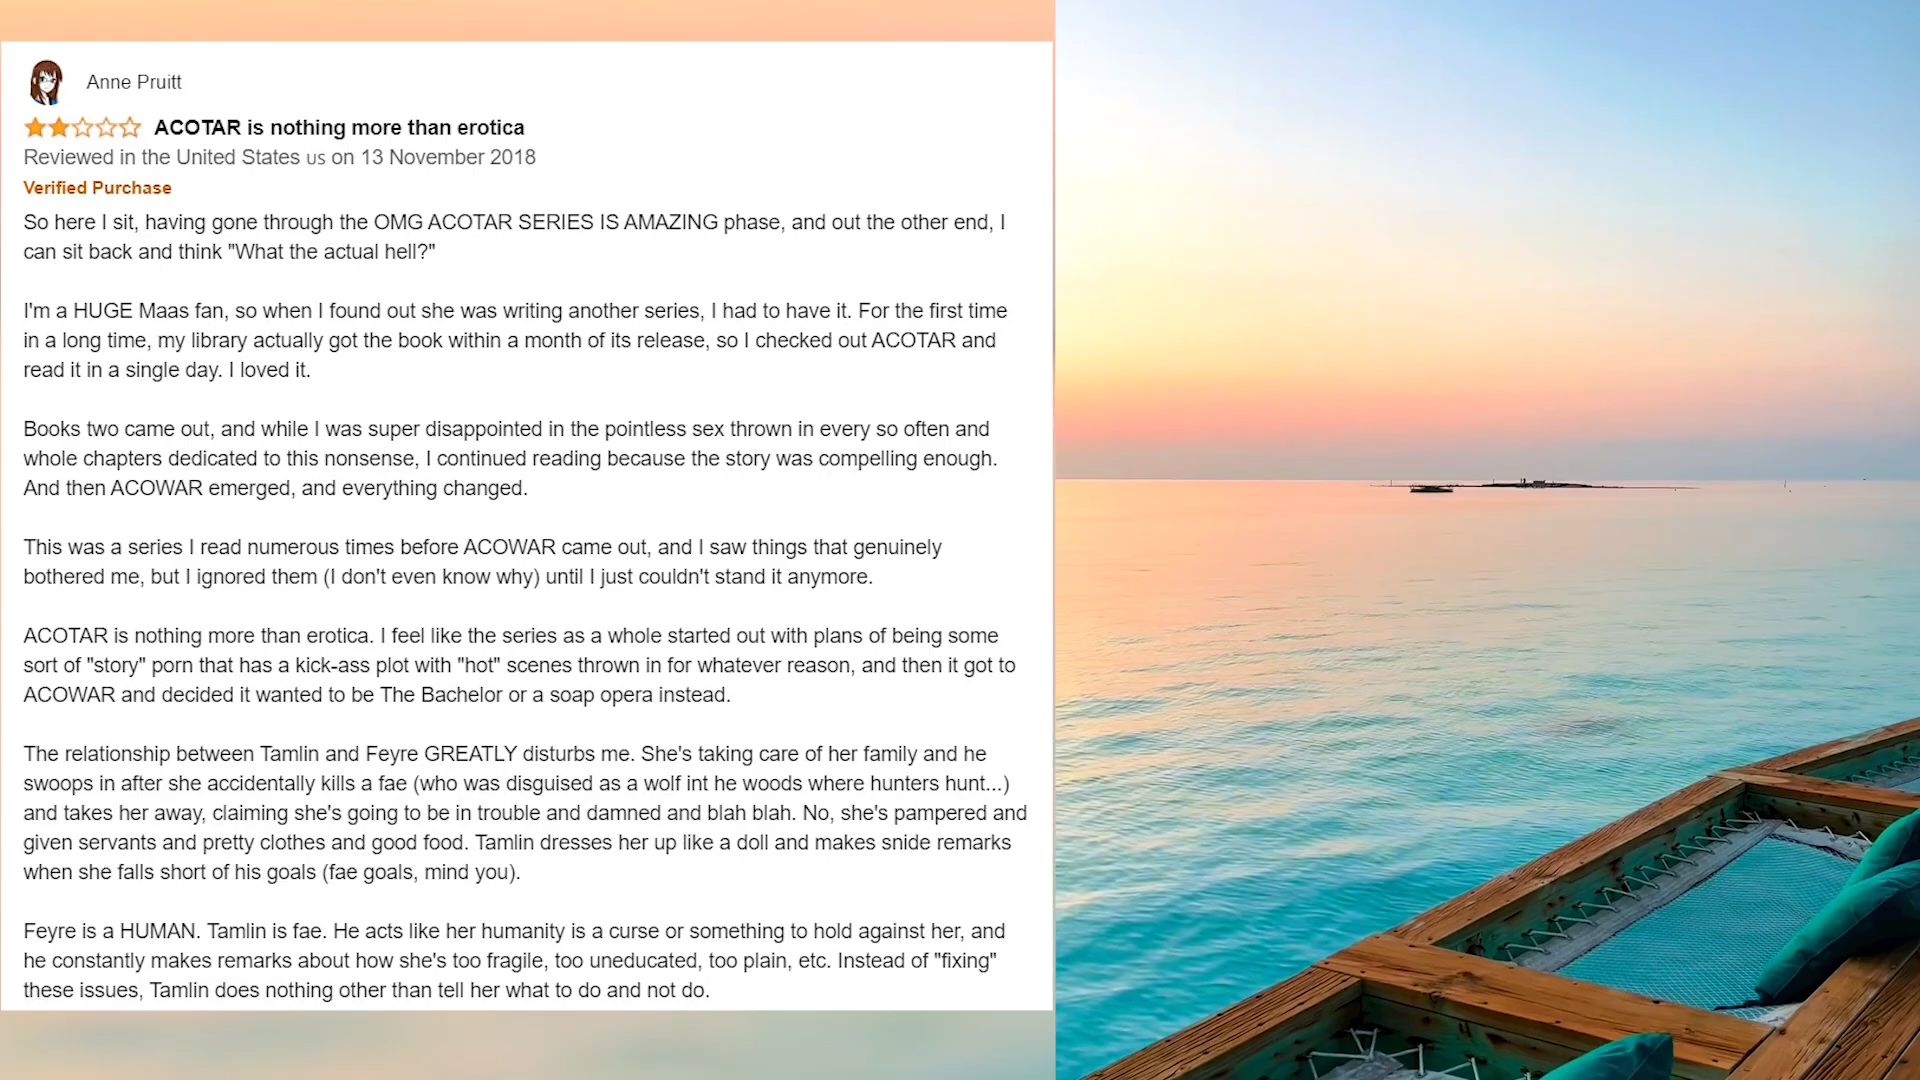 Anne Pruitt
ACOTAR is nothing more than erotica
Reviewed in the United States US on 13 November 2018
Verified Purchase
So here I sit, having gone through the OMG ACOTAR SERIES IS AMAZING phase, and out the other end, I
can sit back and think "What the actual hell?"
I'm a HUGE Maas fan, so when I found out she was writing another series, I had to have it. For the first time
in a long time, my library actually got the book within a month of its release, so I checked out ACOTAR and
read it in a single day. I loved it.
Books two came out, and while I was super disappointed in the pointless sex thrown in every so often and
whole chapters dedicated to this nonsense, I continued reading because the story was compelling enough.
And then ACOWAR emerged, and everything changed.
This was a series I read numerous times before ACOWAR came out, and I saw things that genuinely
bothered me, but I ignored them (I don't even know why) until I just couldn't stand it anymore.
ACOTAR is nothing more than erotica. I feel like the series as a whole started out with plans of being some
sort of "story" porn that has a kick-ass plot with "hot" scenes thrown in for whatever reason, and then it got to
ACOWAR and decided it wanted to be The Bachelor or a soap opera instead.
The relationship between Tamlin and Feyre GREATLY disturbs me. She's taking care of her family and he
swoops in after she accidentally kills a fae (who was disguised as a wolf int he woods where hunters hunt...)
and takes her away, claiming she's going to be in trouble and damned and blah blah. No, she's pampered and
given servants and pretty clothes and good food. Tamlin dresses her up like a doll and makes snide remarks
when she falls short of his goals (fae goals, mind you).
Feyre is a HUMAN. Tamlin is fae. He acts like her humanity is a curse or something to hold against her, and
he constantly makes remarks about how she's too fragile, too uneducated, too plain, etc. Instead of "fixing"
these issues, Tamlin does nothing other than tell her what to do and not do.